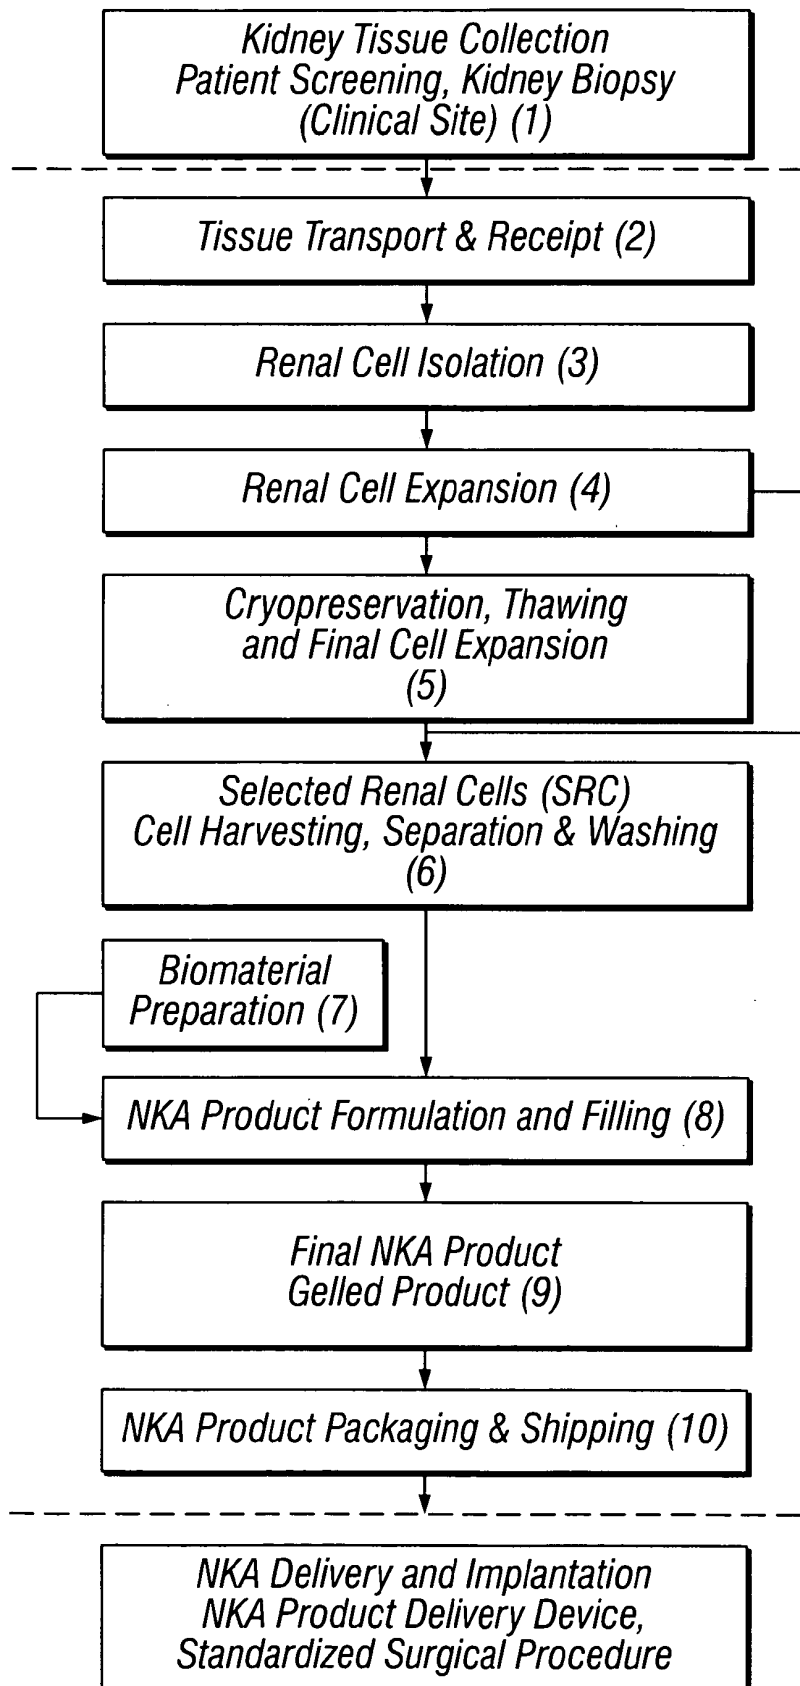 Kidney Tissue Collection
Patient Screening, Kidney Biopsy
(Clinical Site) (1)
Tissue Transport & Receipt (2)
Renal Cell Isolation (3)
Renal Cell Expansion (4)
Cryopreservation, Thawing
and Final Cell Expansion
(5)
Selected Renal Cells (SRC)
Cell Harvesting, Separation & Washing
(6)
Biomaterial
Preparation (7)
NKA Product Formulation and Filling (8)
Final NKA Product
Gelled Product (9)
NKA Product Packaging & Shipping (10)
NKA Delivery and Implantation
NKA Product Delivery Device,
Standardized Surgical Procedure